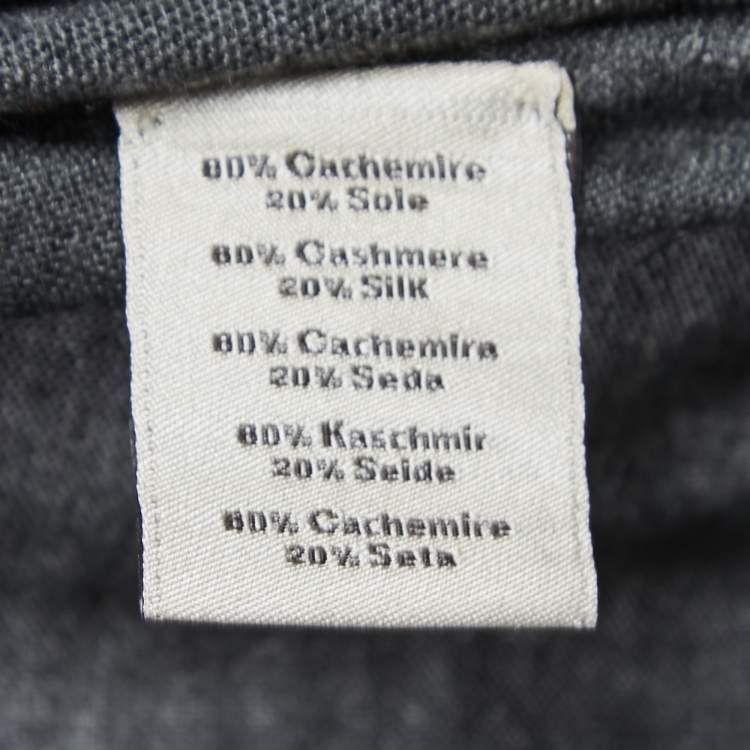 80% Cachemire
20% Soie
80% Cashmere
20% Silk
80% Cachemira
20% Seda
80% Kaschmir
20% Seide
80% Cachemire
20% Seta